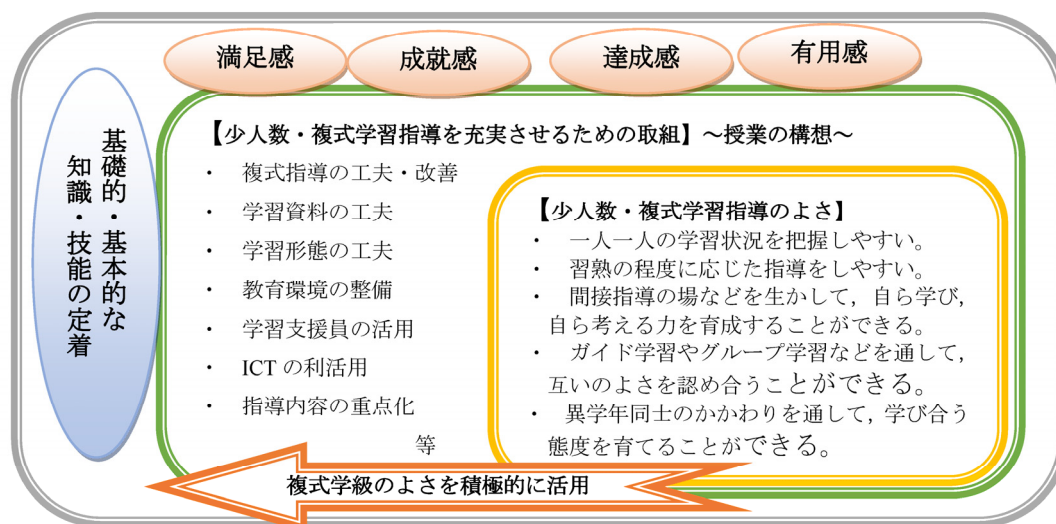 満足感
成就感
達成感
有用感
基礎的・基本的な
知識・技能の定着
【少人数・複式学習指導を充実させるための取組】～授業の構想～
・ 複式指導の工夫・改善
・ 学習資料の工夫
・ 学習形態の工夫
・ 教育環境の整備
・ 学習支援員の活用
・ ICT の利活用
・ 指導内容の重点化
等
【少人数・複式学習指導のよさ】
・ 一人一人の学習状況を把握しやすい。
・ 習熟の程度に応じた指導をしやすい。
・ 間接指導の場などを生かして，自ら学び，
自ら考える力を育成することができる。
・ ガイド学習やグループ学習などを通して，
互いのよさを認め合うことができる。
・ 異学年同士のかかわりを通して，学び合う
態度を育てることができる。
複式学級のよさを積極的に活用